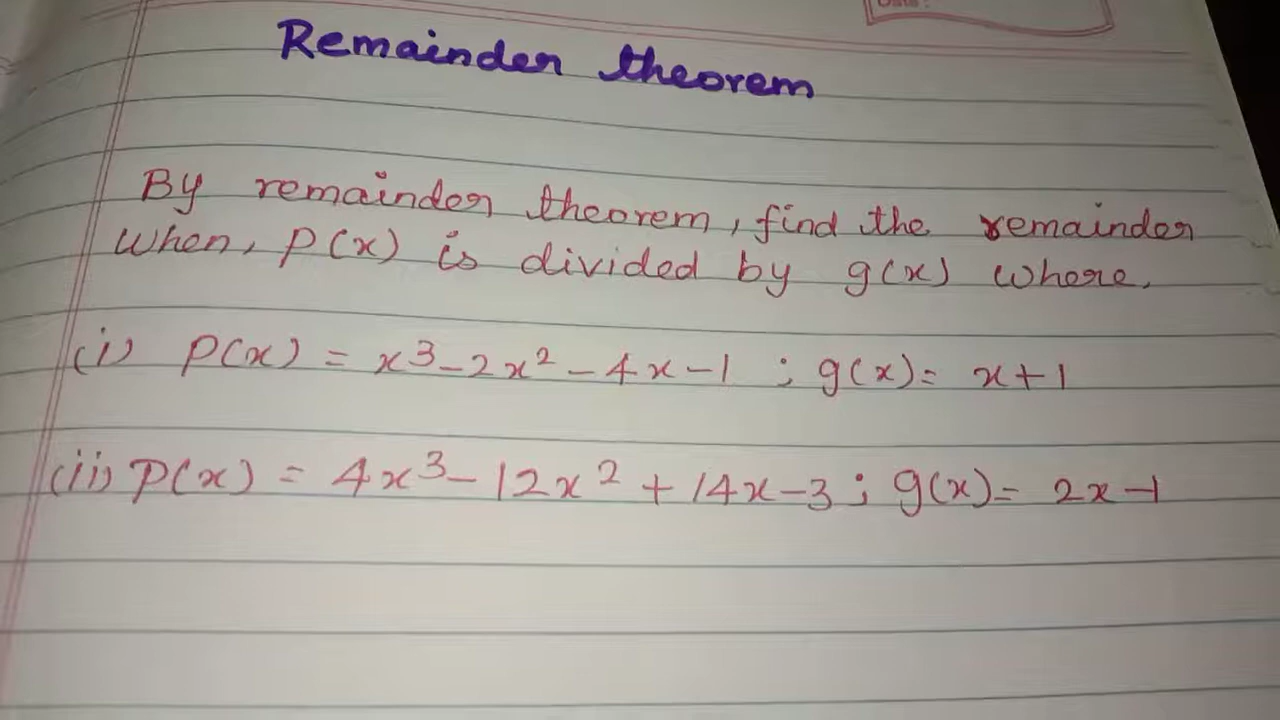 Remainder theorem
By remainder theorem, find the remainder
when, p(x) is divided by g(x) where,
(i) p(x) = x³-2x²-4x-1 ; g(x)= x+1
(ii) p(x) = 4x³-12x²+14x-3 ; g(x)= 2x-1